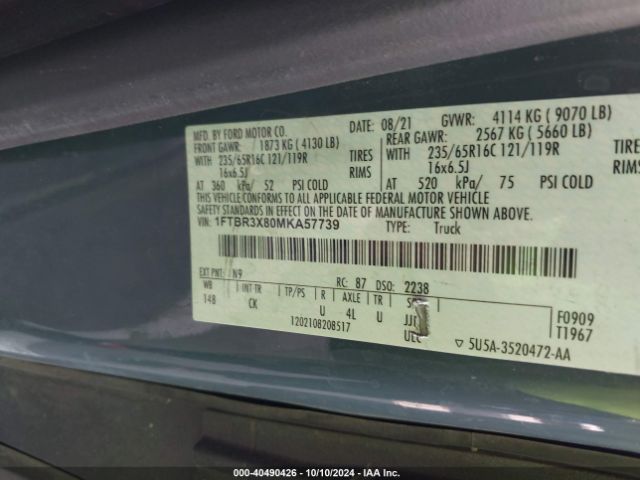 MFD. BY FORD MOTOR CO.
08/21 GVWR: 4114 KG ( 9070 LB)
FRONT GAWR: 1873 KG ( 4130 LB)
REAR GAWR: 2567 KG ( 5660 LB)
WITH 235/65R16C 121/119R TIRES
WITH 235/65R16C 121/119R TIRES
16x6.5J RIMS
16x6.5J RIMS
AT 360 kPa/ 52 PSI COLD
AT 520 kPa/ 75 PSI COLD
THIS VEHICLE CONFORMS TO ALL APPLICABLE FEDERAL MOTOR VEHICLE
SAFETY STANDARDS IN EFFECT ON THE DATE OF MANUFACTURE SHOWN ABOVE.
VIN: 1FTBR3X80MKA57739 TYPE: Truck
EXT PNT: N9 RC: 87 DSO: 2238
WB INT TR TP/PS R AXLE TR
148 CK U 4L U
F0909
T1967
1202108208517
▽ 5U5A-3520472-AA
000-40490426 - 10/10/2024 - IAA Inc.